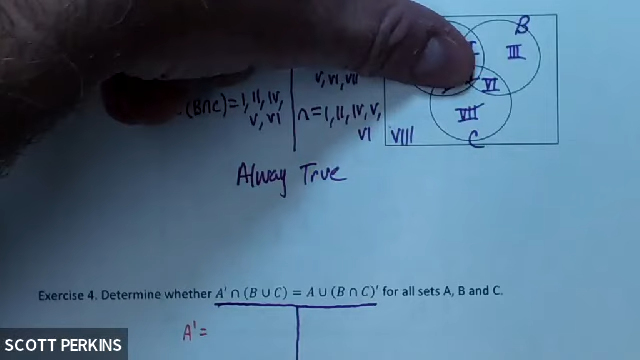 B
III
V, VI, VII
VI
(B∩C) = I, II, IV,
V, VI
∩ = I, II, IV, V,
VI
VII
VIII
C
Alway True
Exercise 4. Determine whether A' ∩ (B ∪ C) = A ∪ (B ∩ C)' for all sets A, B and C.
A' =
SCOTT PERKINS